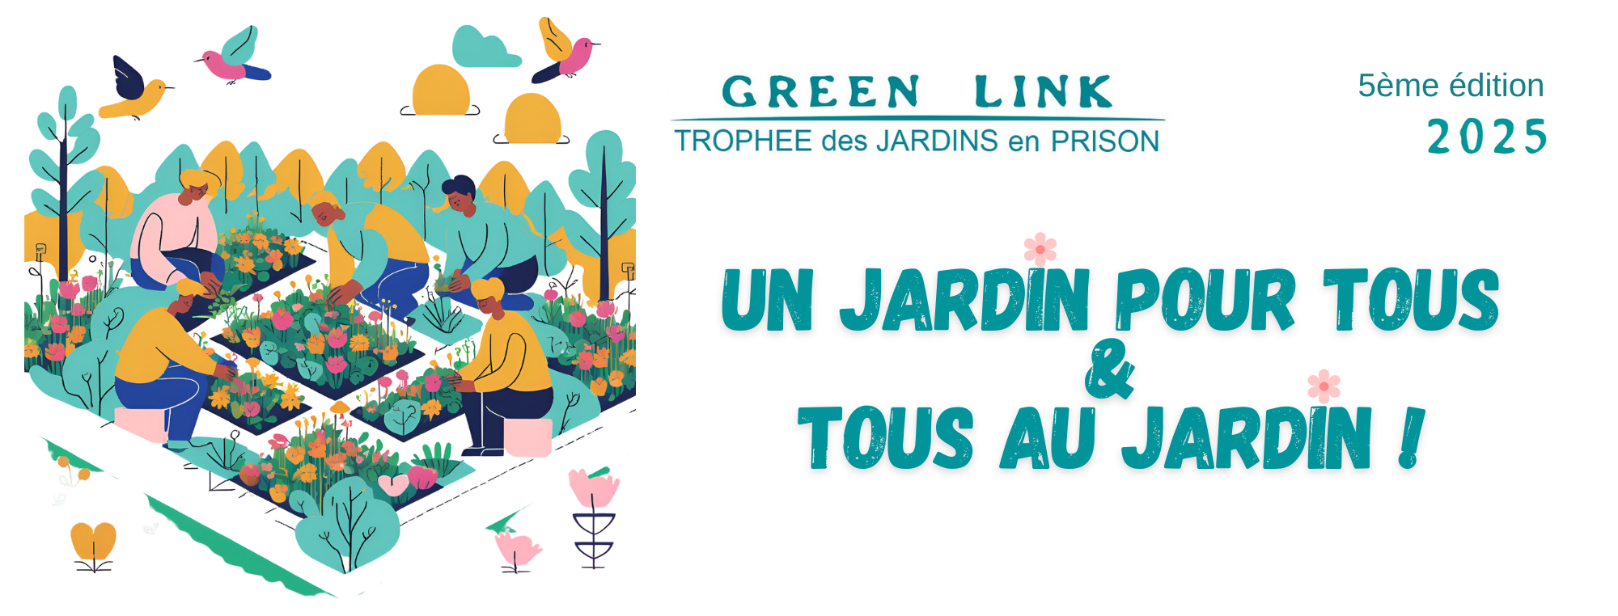 GREEN LINK
TROPHEE des JARDINS en PRISON
5ème édition
2025
UN JARDIN POUR TOUS
&
TOUS AU JARDIN !